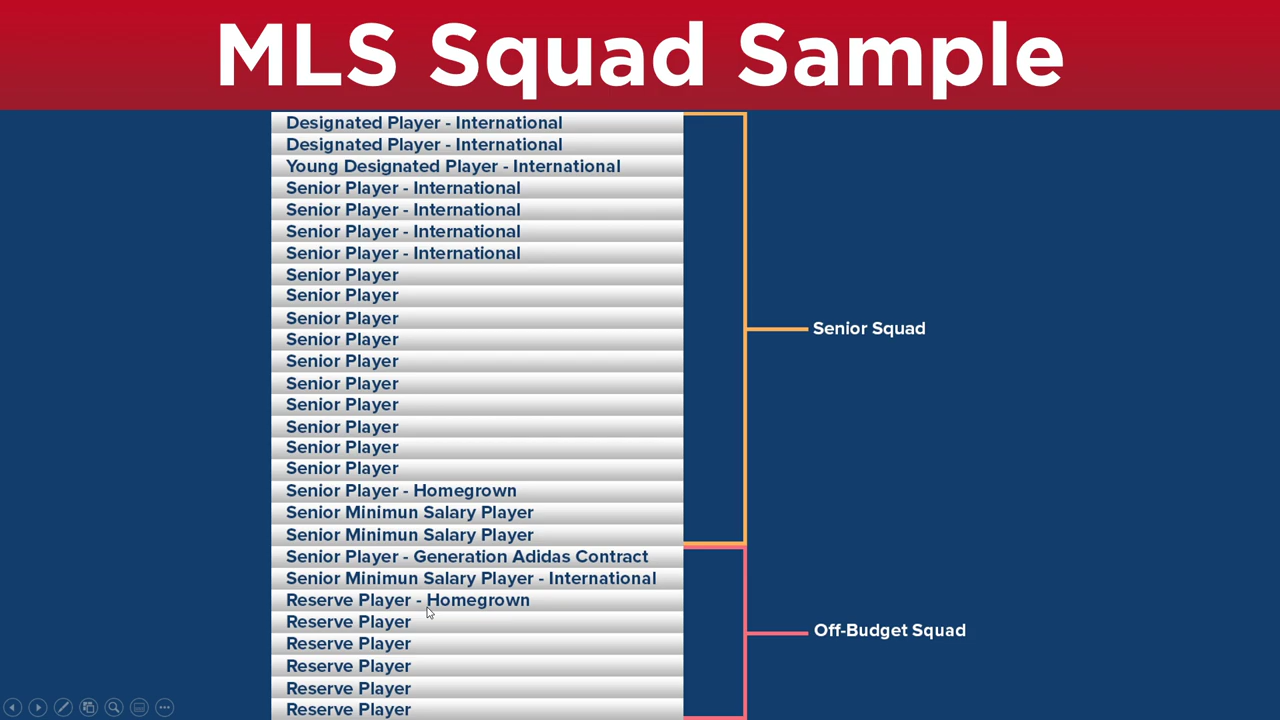 MLS Squad Sample
Designated Player - International
Designated Player - International
Young Designated Player - International
Senior Player - International
Senior Player - International
Senior Player - International
Senior Player - International
Senior Player
Senior Player
Senior Player
Senior Player
Senior Player
Senior Player
Senior Player
Senior Player
Senior Player
Senior Player
Senior Player - Homegrown
Senior Minimun Salary Player
Senior Minimun Salary Player
Senior Player - Generation Adidas Contract
Senior Minimun Salary Player - International
Reserve Player - Homegrown
Reserve Player
Reserve Player
Reserve Player
Reserve Player
Reserve Player
Senior Squad
Off-Budget Squad